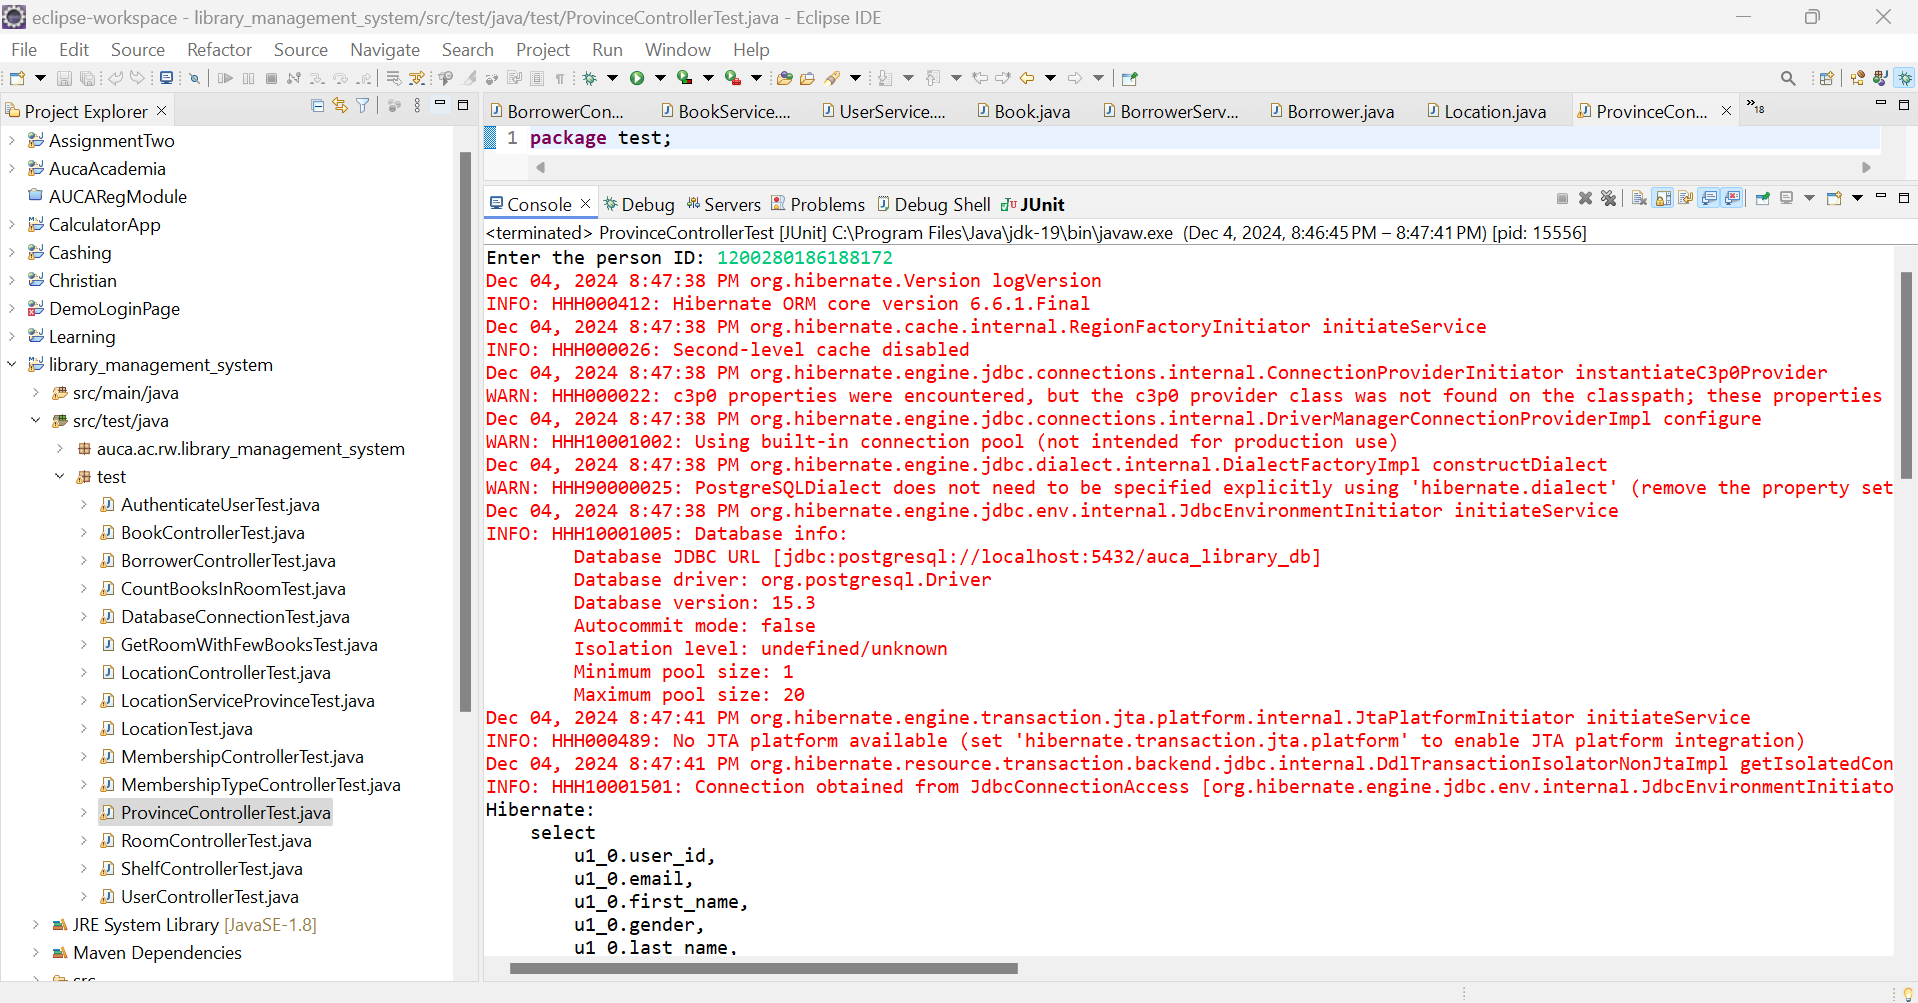 eclipse-workspace - library_management_system/src/test/java/test/ProvinceControllerTest.java - Eclipse IDE
File Edit Source Refactor Source Navigate Search Project Run Window Help
Project Explorer
AssignmentTwo
AucaAcademia
AUCARegModule
CalculatorApp
Cashing
Christian
DemoLoginPage
Learning
library_management_system
src/main/java
src/test/java
auca.ac.rw.library_management_system
test
AuthenticateUserTest.java
BookControllerTest.java
BorrowerControllerTest.java
CountBooksInRoomTest.java
DatabaseConnectionTest.java
GetRoomWithFewBooksTest.java
LocationControllerTest.java
LocationServiceProvinceTest.java
LocationTest.java
MembershipControllerTest.java
MembershipTypeControllerTest.java
ProvinceControllerTest.java
RoomControllerTest.java
ShelfControllerTest.java
UserControllerTest.java
JRE System Library [JavaSE-1.8]
Maven Dependencies
src
BorrowerCon... BookService.... UserService.... Book.java BorrowerServ... Borrower.java Location.java ProvinceCon... »18
1 package test;
Console Debug Servers Problems Debug Shell JUnit
<terminated> ProvinceControllerTest [JUnit] C:\Program Files\Java\jdk-19\bin\javaw.exe (Dec 4, 2024, 8:46:45 PM – 8:47:41 PM) [pid: 15556]
Enter the person ID: 1200280186188172
Dec 04, 2024 8:47:38 PM org.hibernate.Version logVersion
INFO: HHH000412: Hibernate ORM core version 6.6.1.Final
Dec 04, 2024 8:47:38 PM org.hibernate.cache.internal.RegionFactoryInitiator initiateService
INFO: HHH000026: Second-level cache disabled
Dec 04, 2024 8:47:38 PM org.hibernate.engine.jdbc.connections.internal.ConnectionProviderInitiator instantiateC3p0Provider
WARN: HHH000022: c3p0 properties were encountered, but the c3p0 provider class was not found on the classpath; these properties
Dec 04, 2024 8:47:38 PM org.hibernate.engine.jdbc.connections.internal.DriverManagerConnectionProviderImpl configure
WARN: HHH10001002: Using built-in connection pool (not intended for production use)
Dec 04, 2024 8:47:38 PM org.hibernate.engine.jdbc.dialect.internal.DialectFactoryImpl constructDialect
WARN: HHH90000025: PostgreSQLDialect does not need to be specified explicitly using 'hibernate.dialect' (remove the property set
Dec 04, 2024 8:47:38 PM org.hibernate.engine.jdbc.env.internal.JdbcEnvironmentInitiator initiateService
INFO: HHH10001005: Database info:
Database JDBC URL [jdbc:postgresql://localhost:5432/auca_library_db]
Database driver: org.postgresql.Driver
Database version: 15.3
Autocommit mode: false
Isolation level: undefined/unknown
Minimum pool size: 1
Maximum pool size: 20
Dec 04, 2024 8:47:41 PM org.hibernate.engine.transaction.jta.platform.internal.JtaPlatformInitiator initiateService
INFO: HHH000489: No JTA platform available (set 'hibernate.transaction.jta.platform' to enable JTA platform integration)
Dec 04, 2024 8:47:41 PM org.hibernate.resource.transaction.backend.jdbc.internal.DdlTransactionIsolatorNonJtaImpl getIsolatedCon
INFO: HHH10001501: Connection obtained from JdbcConnectionAccess [org.hibernate.engine.jdbc.env.internal.JdbcEnvironmentInitiato
Hibernate:
select
u1_0.user_id,
u1_0.email,
u1_0.first_name,
u1_0.gender,
u1_0.last_name,